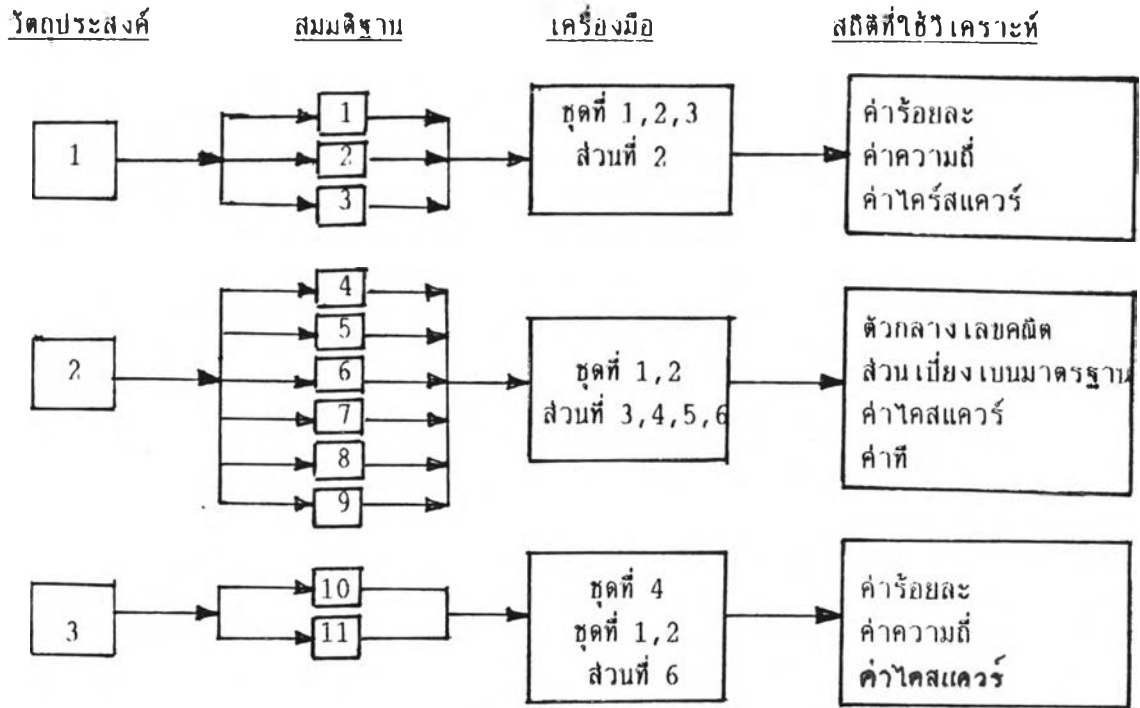 วัตถุประสงค์ สมมติฐาน เครื่องมือ สถิติที่ใช้วิเคราะห์
1
1
2
3
ชุดที่ 1,2,3
ส่วนที่ 2
ค่าร้อยละ
ค่าความถี่
ค่าไคร์สแควร์
2
4
5
6
7
8
9
ชุดที่ 1,2
ส่วนที่ 3,4,5,6
ตัวกลางเลขคณิต
ส่วนเบี่ยงเบนมาตรฐาน
ค่าไคสแควร์
ค่าที
3
10
11
ชุดที่ 4
ชุดที่ 1,2
ส่วนที่ 6
ค่าร้อยละ
ค่าความถี่
ค่าไคสแควร์